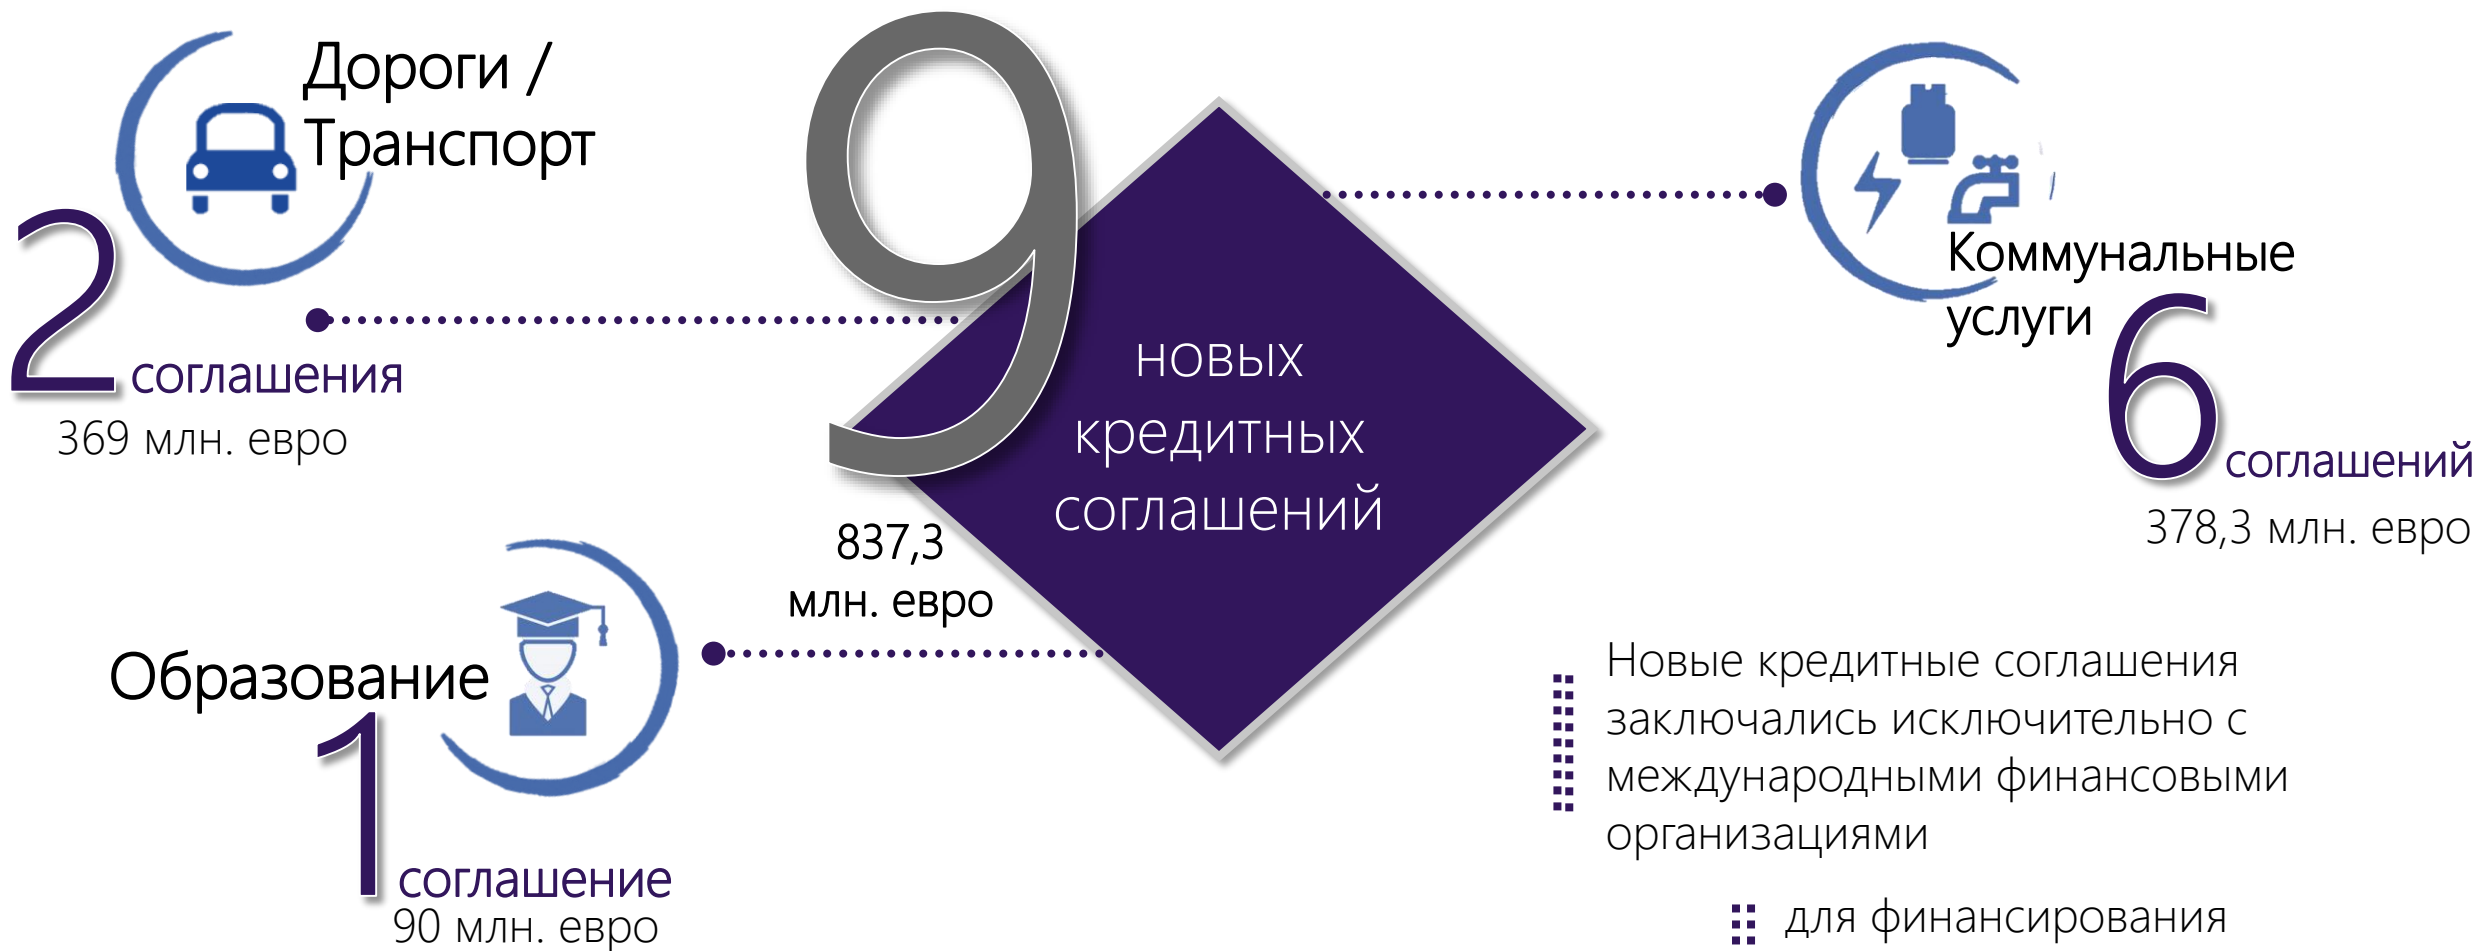 Дороги /
Транспорт
2 соглашения
369 млн. евро
9
новых
кредитных
соглашений
837,3
млн. евро
Коммунальные
услуги
6 соглашений
378,3 млн. евро
Образование
1 соглашение
90 млн. евро
Новые кредитные соглашения
заключались исключительно с
международными финансовыми
организациями
для финансирования